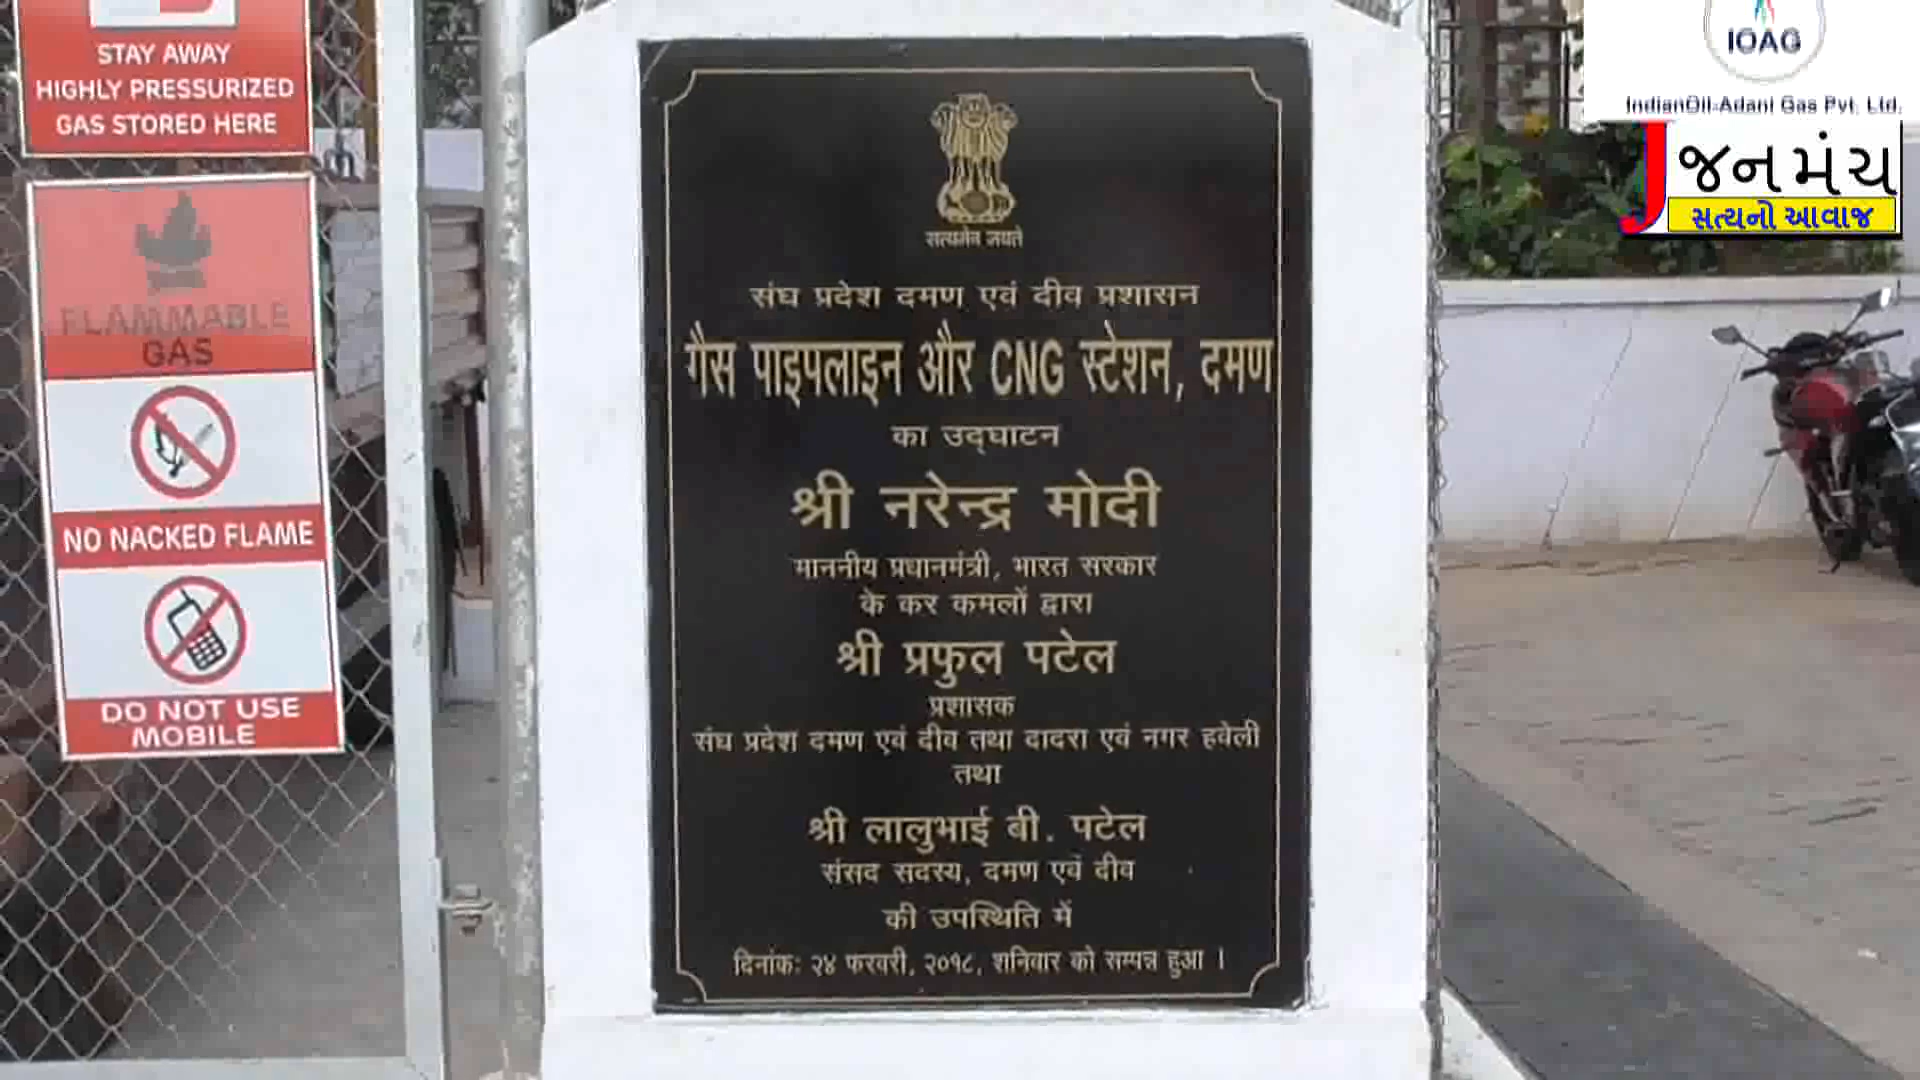 STAY AWAY
HIGHLY PRESSURIZED
GAS STORED HERE
FLAMMABLE
GAS
NO NACKED FLAME
DO NOT USE
MOBILE
सत्यमेव जयते
संघ प्रदेश दमण एवं दीव प्रशासन
गैस पाइपलाइन और CNG स्टेशन, दमण
का उद्घाटन
श्री नरेन्द्र मोदी
माननीय प्रधानमंत्री, भारत सरकार
के कर कमलों द्वारा
श्री प्रफुल पटेल
प्रशासक
संघ प्रदेश दमण एवं दीव तथा दादरा एवं नगर हवेली
तथा
श्री लालुभाई बी. पटेल
संसद सदस्य, दमण एवं दीव
की उपस्थिति में
दिनांक: २४ फरवरी, २०१८, शनिवार को सम्पन्न हुआ ।
IOAG
IndianOil-Adani Gas Pvt. Ltd.
જનમંચ
સત્યનો આવાજ